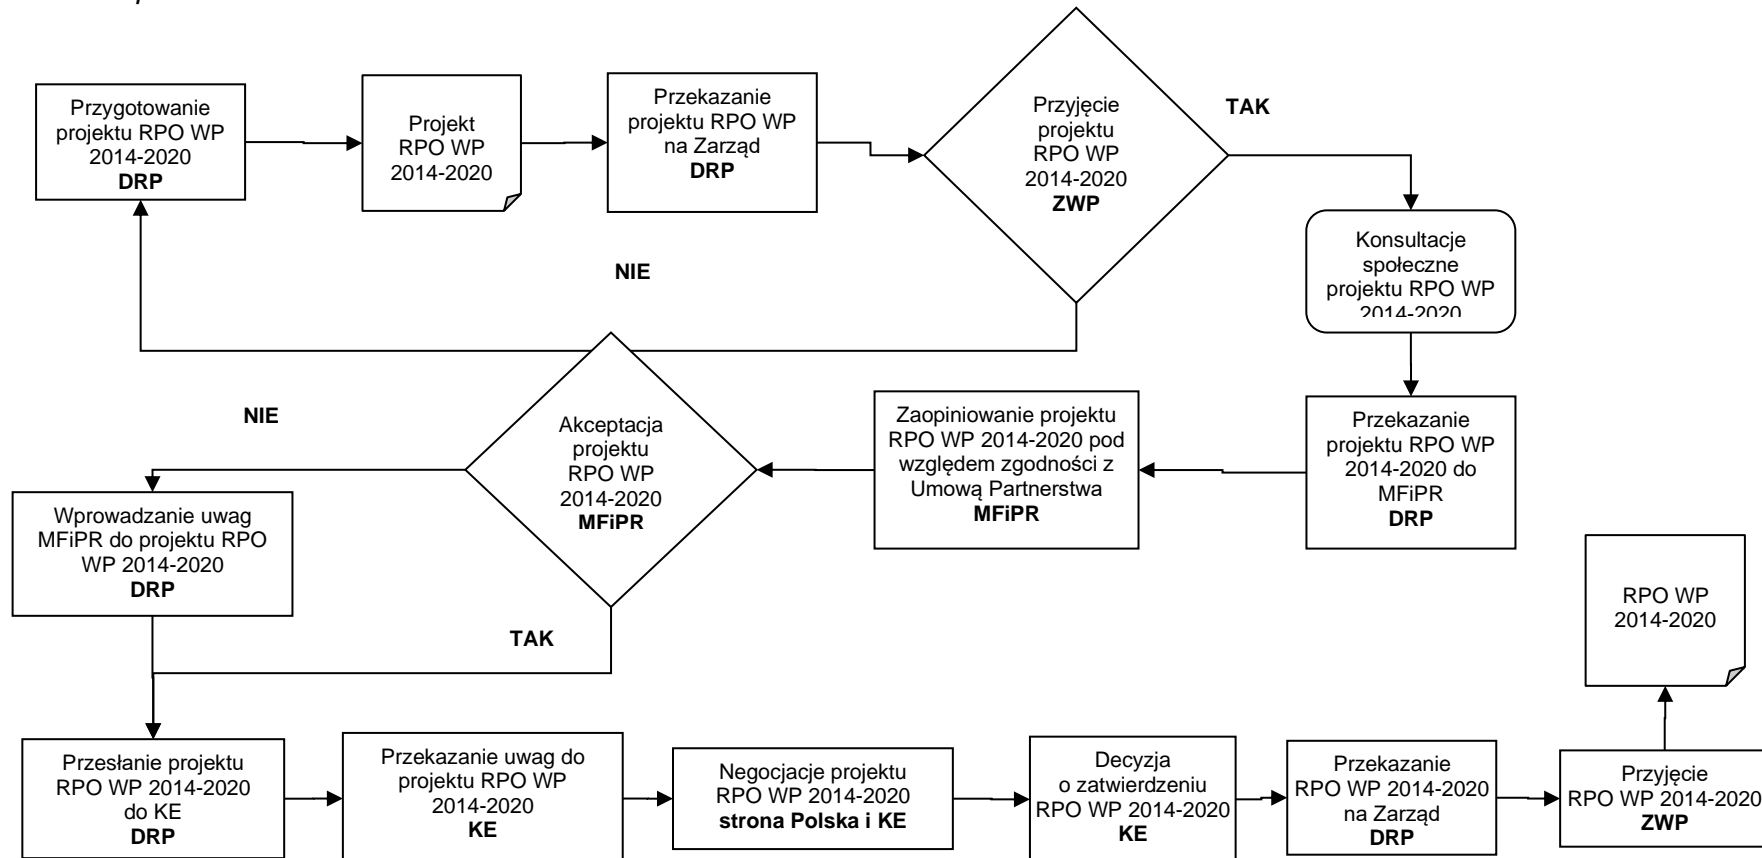 Przygotowanie
projektu RPO WP
2014-2020
DRP
Projekt
RPO WP
2014-2020
Przekazanie
projektu RPO WP
na Zarząd
DRP
Przyjęcie
projektu
RPO WP
2014-2020
ZWP
TAK
NIE
Konsultacje
społeczne
projektu RPO WP
2014-2020
Przekazanie
projektu RPO WP
2014-2020 do
MFiPR
DRP
Zaopiniowanie projektu
RPO WP 2014-2020 pod
względem zgodności z
Umową Partnerstwa
MFiPR
Akceptacja
projektu
RPO WP
2014-2020
MFiPR
NIE
Wprowadzanie uwag
MFiPR do projektu RPO
WP 2014-2020
DRP
TAK
RPO WP
2014-2020
Przesłanie projektu
RPO WP 2014-2020
do KE
DRP
Przekazanie uwag do
projektu RPO WP
2014-2020
KE
Negocjacje projektu
RPO WP 2014-2020
strona Polska i KE
Decyzja
o zatwierdzeniu
RPO WP 2014-2020
KE
Przekazanie
RPO WP 2014-2020
na Zarząd
DRP
Przyjęcie
RPO WP 2014-2020
ZWP